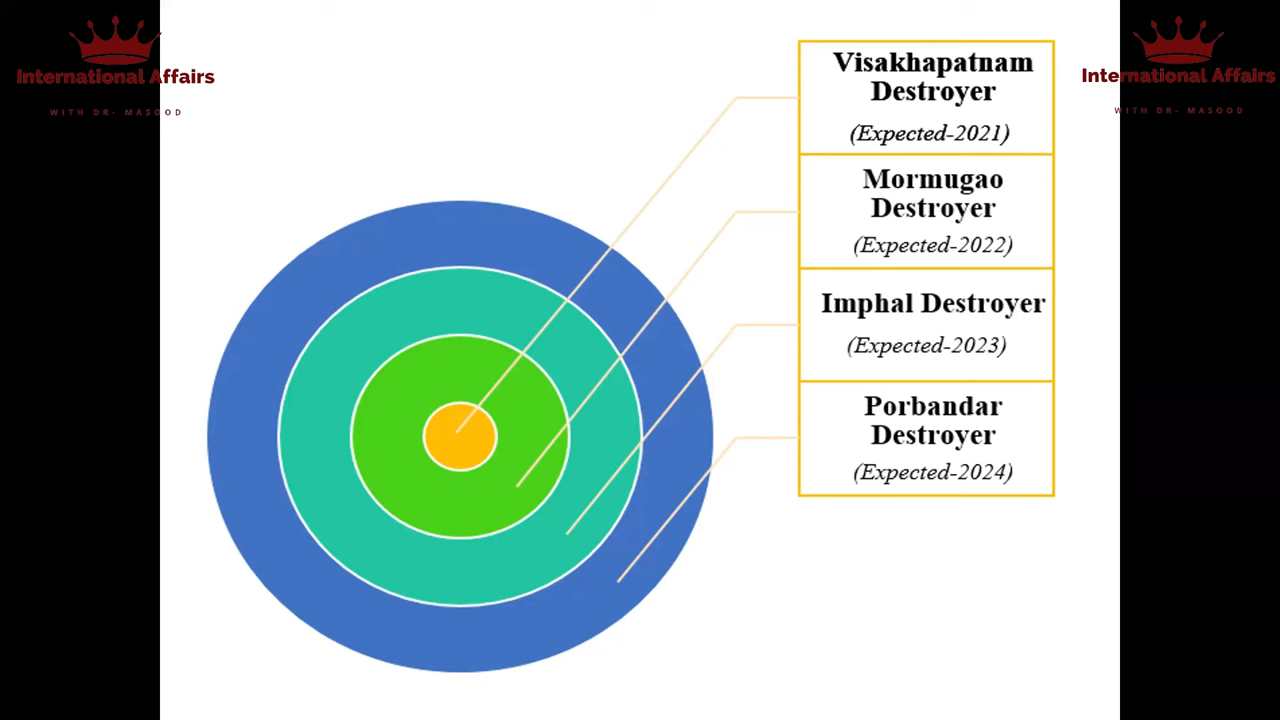 International Affairs
WITH DR- MASOOD
International Affairs
WITH DR- MASOOD
Visakhapatnam
Destroyer
(Expected-2021)
Mormugao
Destroyer
(Expected-2022)
Imphal Destroyer
(Expected-2023)
Porbandar
Destroyer
(Expected-2024)